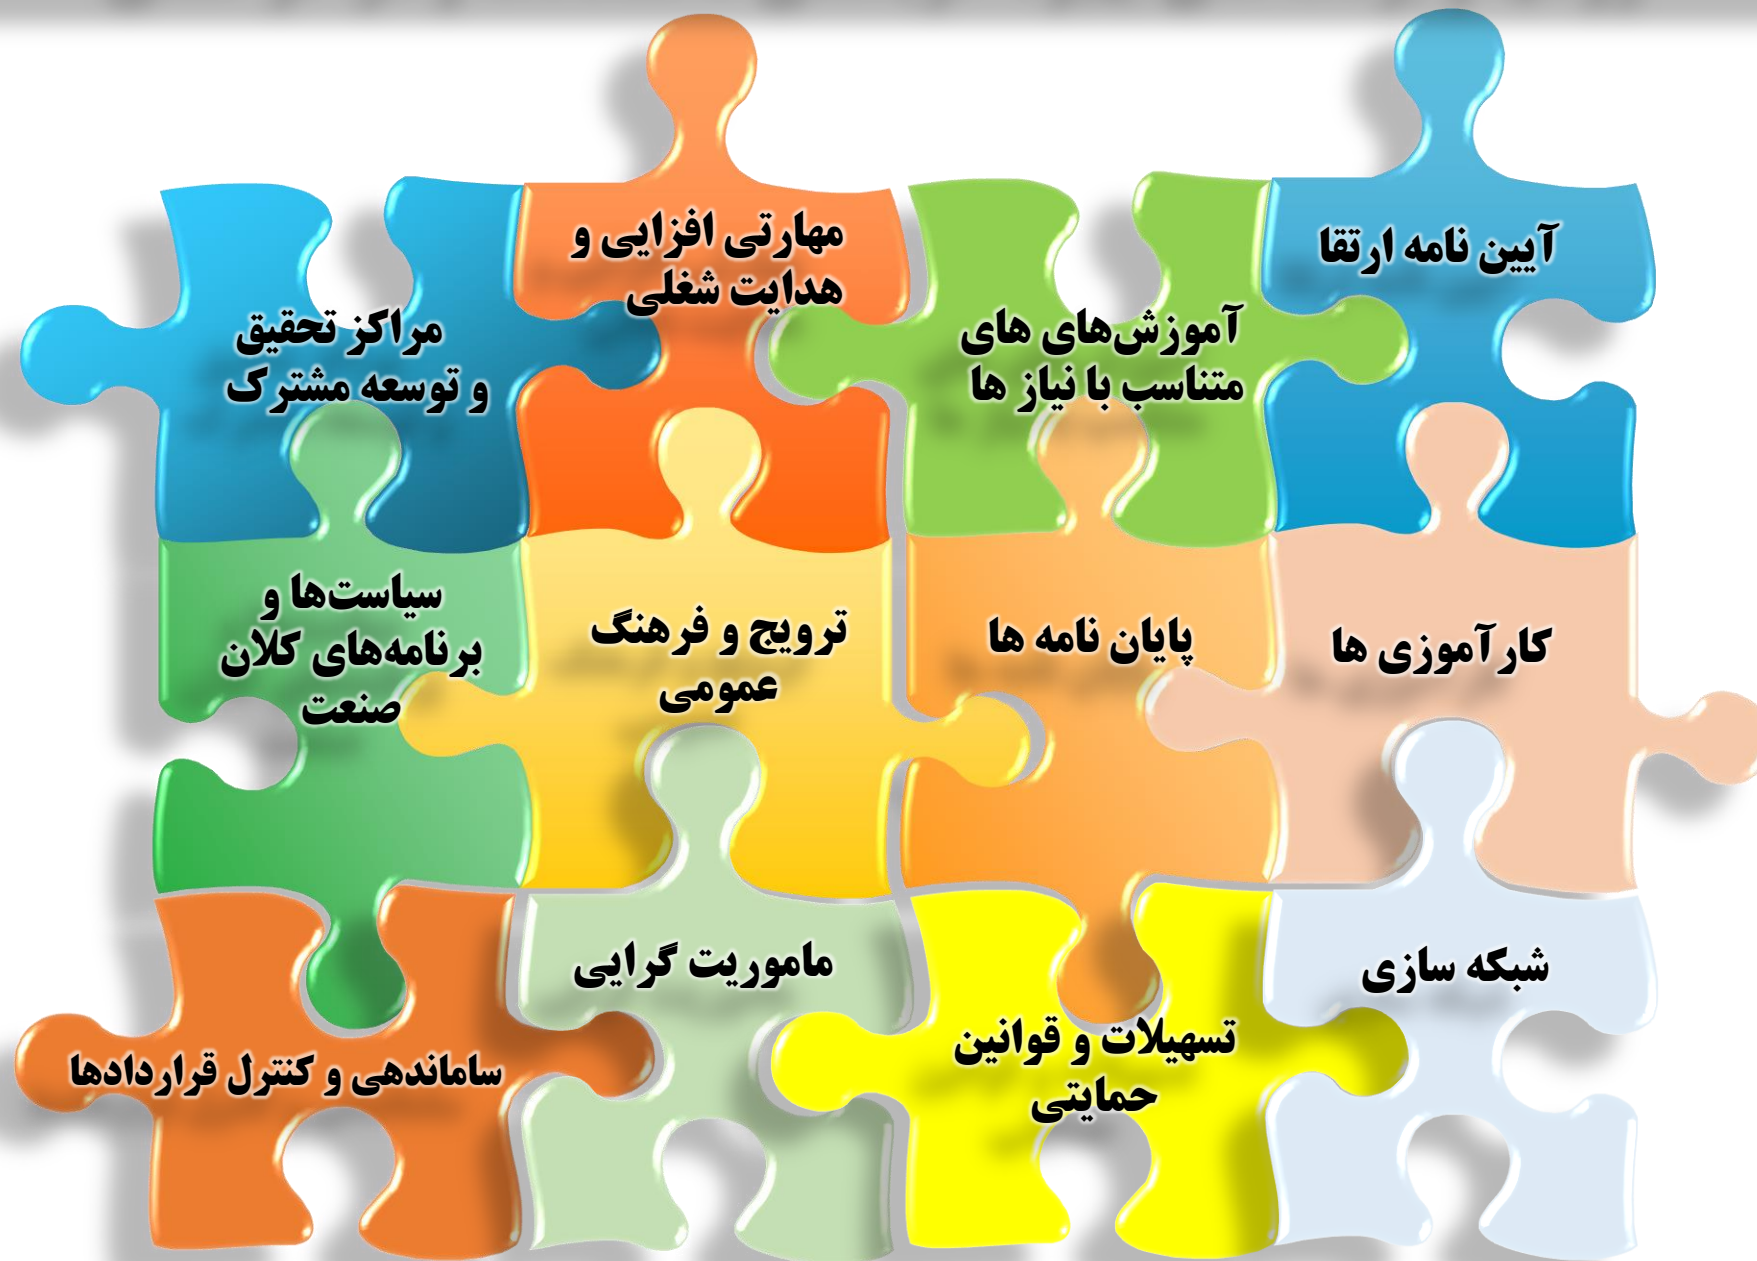 آیین نامه ارتقا
آموزش‌های های
متناسب با نیاز ها
مهارتی افزایی و
هدایت شغلی
مراکز تحقیق
و توسعه مشترک
کارآموزی ها
پایان نامه ها
ترویج و فرهنگ
عمومی
سیاست‌ها و
برنامه‌های کلان
صنعت
شبکه سازی
تسهیلات و قوانین
حمایتی
ماموریت گرایی
ساماندهی و کنترل قراردادها